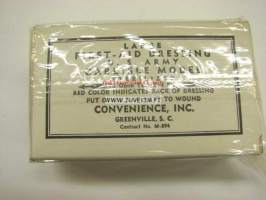 LARGE
FIRST-AID DRESSING
U. S. ARMY
CARLISLE MODEL
RED COLOR INDICATES BACK OF DRESSING
PUT TO WOUND
CONVENIENCE, INC.
GREENVILLE, S. C.
Contract No. W-894